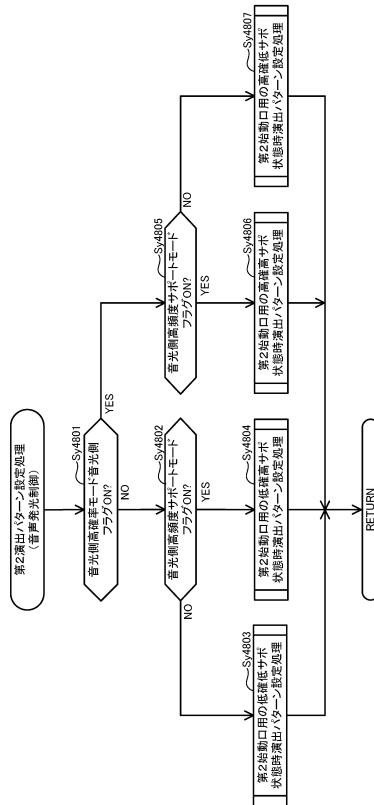 第2演出パターン設定処理
(音声発光制御)
Sy4801
音光側高確率モード音光側
フラグON?
YES
NO
Sy4802
音光側高頻度サポートモード
フラグON?
NO
YES
Sy4805
音光側高頻度サポートモード
フラグON?
NO
YES
Sy4803
第2始動口用の低確低サポ
状態時演出パターン設定処理
Sy4804
第2始動口用の低確高サポ
状態時演出パターン設定処理
Sy4806
第2始動口用の高確高サポ
状態時演出パターン設定処理
Sy4807
第2始動口用の高確低サポ
状態時演出パターン設定処理
RETURN